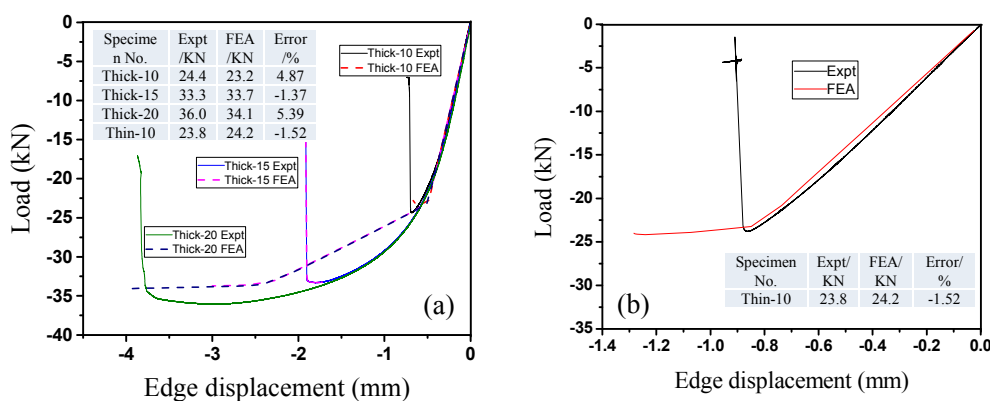 Specime Expt FEA Error
n No. /KN /KN /%
Thick-10 24.4 23.2 4.87
Thick-15 33.3 33.7 -1.37
Thick-20 36.0 34.1 5.39
Thin-10 23.8 24.2 -1.52
Thick-10 Expt
Thick-10 FEA
Thick-15 Expt
Thick-15 FEA
Thick-20 Expt
Thick-20 FEA
(a)
0
-5
-10
-15
-20
-25
-30
-35
-40
Load (kN)
-4 -3 -2 -1 0
Edge displacement (mm)
Expt
FEA
Specimen Expt/ FEA/ Error/
No. KN KN %
Thin-10 23.8 24.2 -1.52
(b)
0
-5
-10
-15
-20
-25
-30
-35
Load (kN)
-1.4 -1.2 -1.0 -0.8 -0.6 -0.4 -0.2 0.0
Edge displacement (mm)